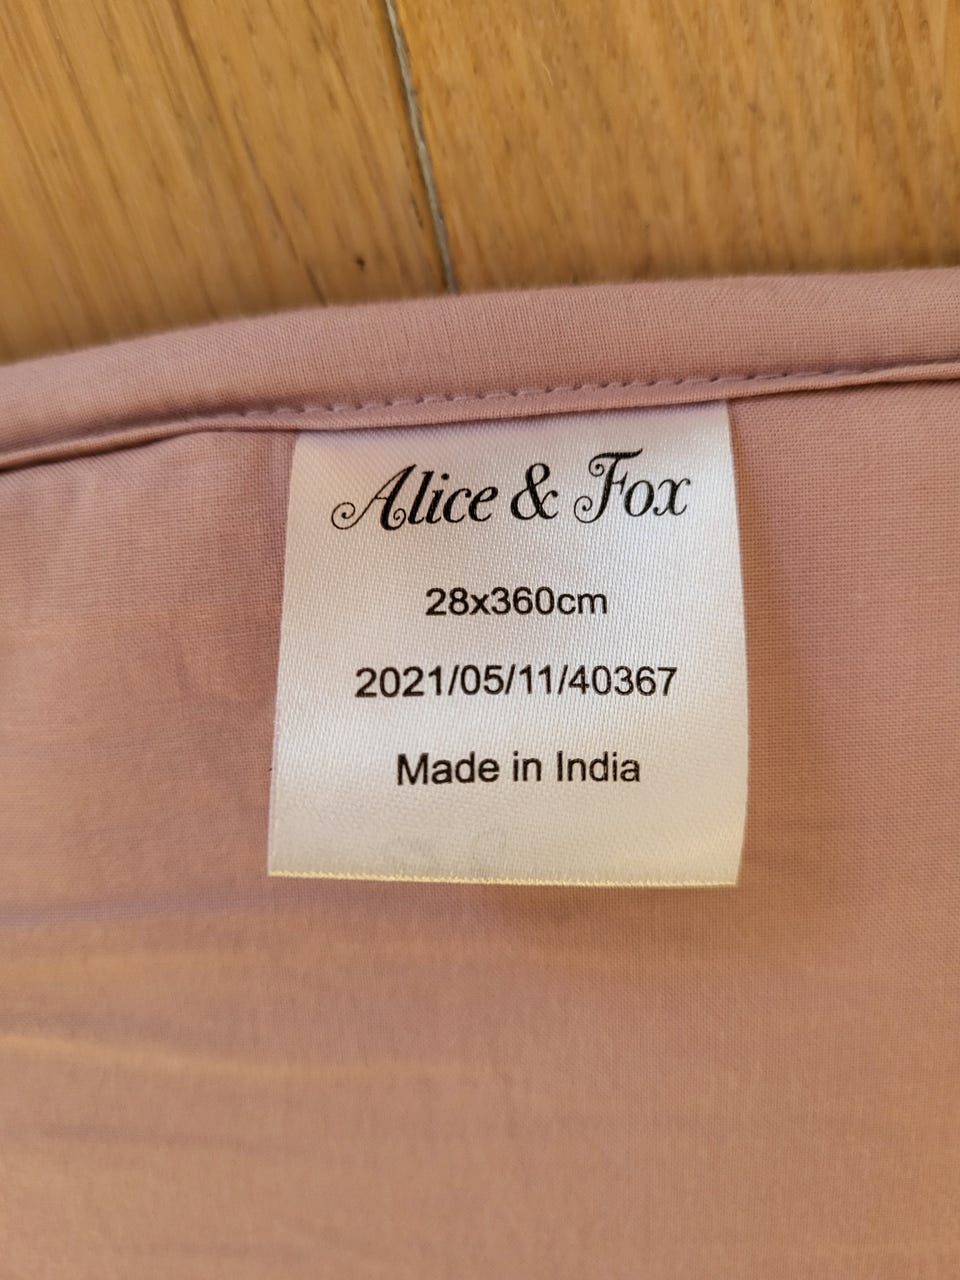 Alice & Fox
28x360cm
2021/05/11/40367
Made in India